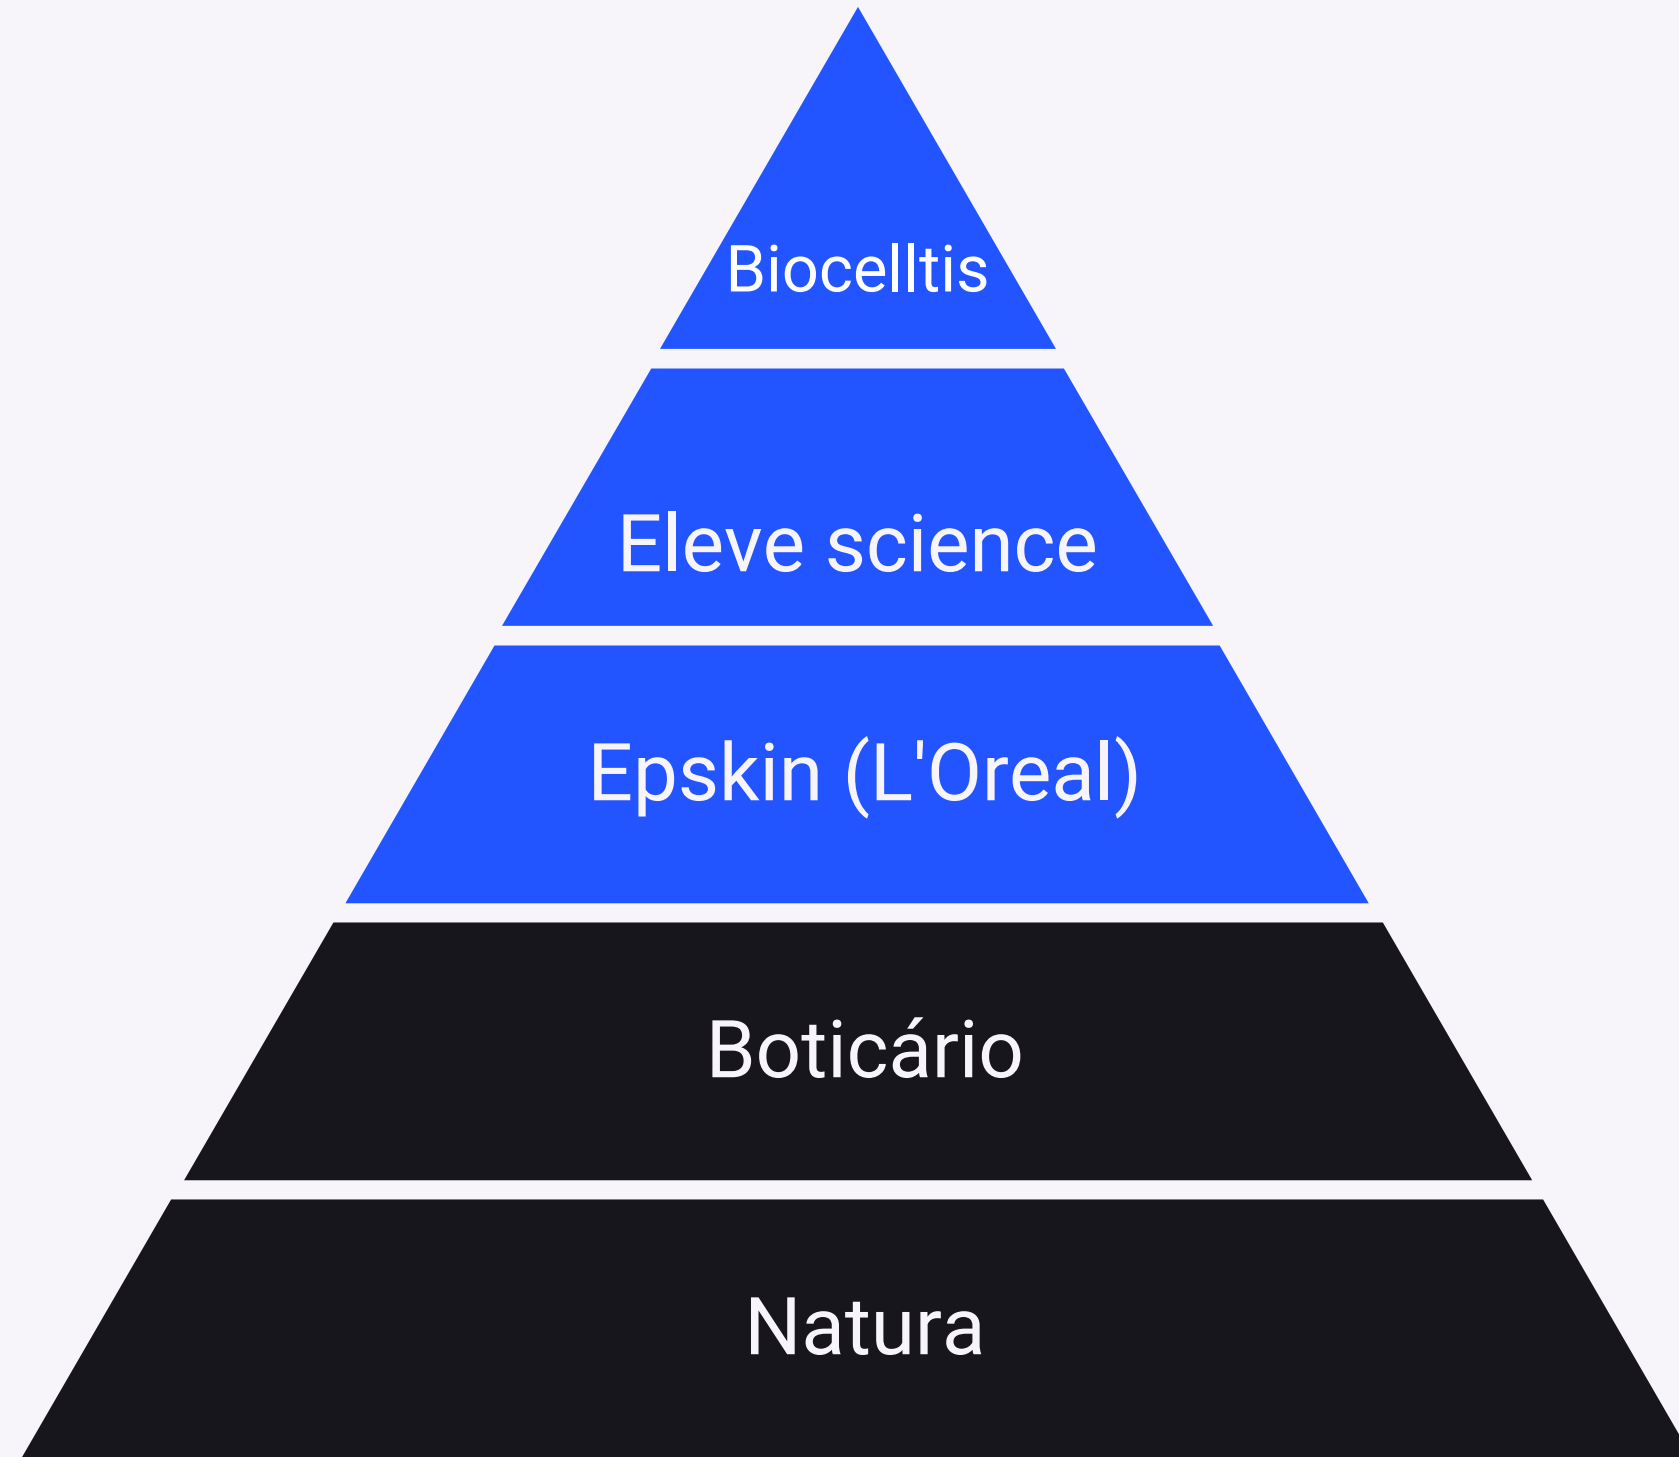 Biocelltis
Eleve science
Epskin (L'Oreal)
Boticário
Natura